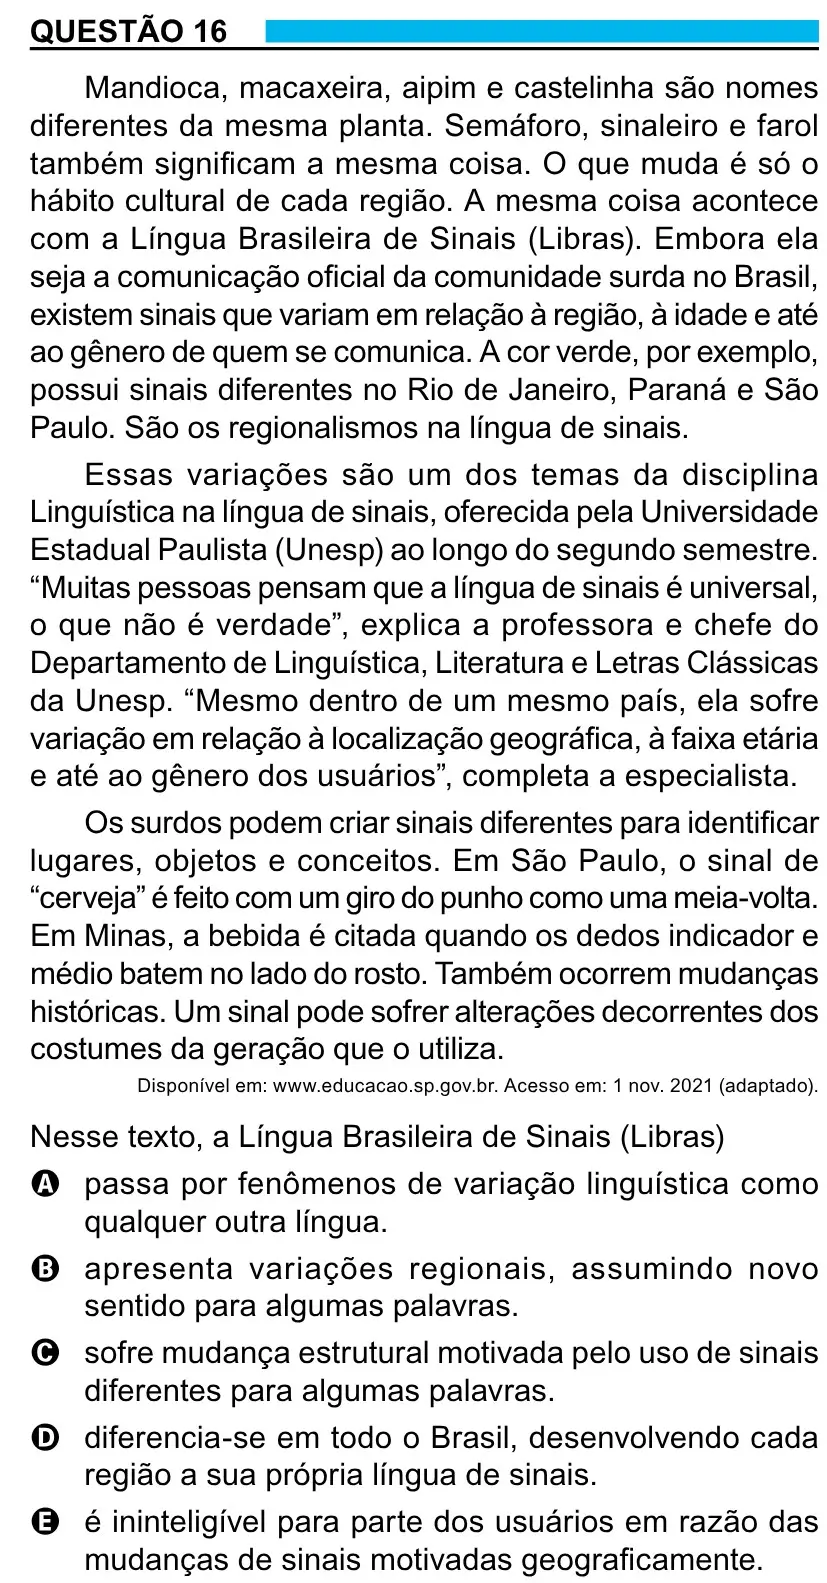 QUESTÃO 16
Mandioca, macaxeira, aipim e castelinha são nomes
diferentes da mesma planta. Semáforo, sinaleiro e farol
também significam a mesma coisa. O que muda é só o
hábito cultural de cada região. A mesma coisa acontece
com a Língua Brasileira de Sinais (Libras). Embora ela
seja a comunicação oficial da comunidade surda no Brasil,
existem sinais que variam em relação à região, à idade e até
ao gênero de quem se comunica. A cor verde, por exemplo,
possui sinais diferentes no Rio de Janeiro, Paraná e São
Paulo. São os regionalismos na língua de sinais.
Essas variações são um dos temas da disciplina
Linguística na língua de sinais, oferecida pela Universidade
Estadual Paulista (Unesp) ao longo do segundo semestre.
“Muitas pessoas pensam que a língua de sinais é universal,
o que não é verdade”, explica a professora e chefe do
Departamento de Linguística, Literatura e Letras Clássicas
da Unesp. “Mesmo dentro de um mesmo país, ela sofre
variação em relação à localização geográfica, à faixa etária
e até ao gênero dos usuários”, completa a especialista.
Os surdos podem criar sinais diferentes para identificar
lugares, objetos e conceitos. Em São Paulo, o sinal de
“cerveja” é feito com um giro do punho como uma meia-volta.
Em Minas, a bebida é citada quando os dedos indicador e
médio batem no lado do rosto. Também ocorrem mudanças
históricas. Um sinal pode sofrer alterações decorrentes dos
costumes da geração que o utiliza.
Disponível em: www.educacao.sp.gov.br. Acesso em: 1 nov. 2021 (adaptado).
Nesse texto, a Língua Brasileira de Sinais (Libras)
A passa por fenômenos de variação linguística como
qualquer outra língua.
B apresenta variações regionais, assumindo novo
sentido para algumas palavras.
C sofre mudança estrutural motivada pelo uso de sinais
diferentes para algumas palavras.
D diferencia-se em todo o Brasil, desenvolvendo cada
região a sua própria língua de sinais.
E é ininteligível para parte dos usuários em razão das
mudanças de sinais motivadas geograficamente.